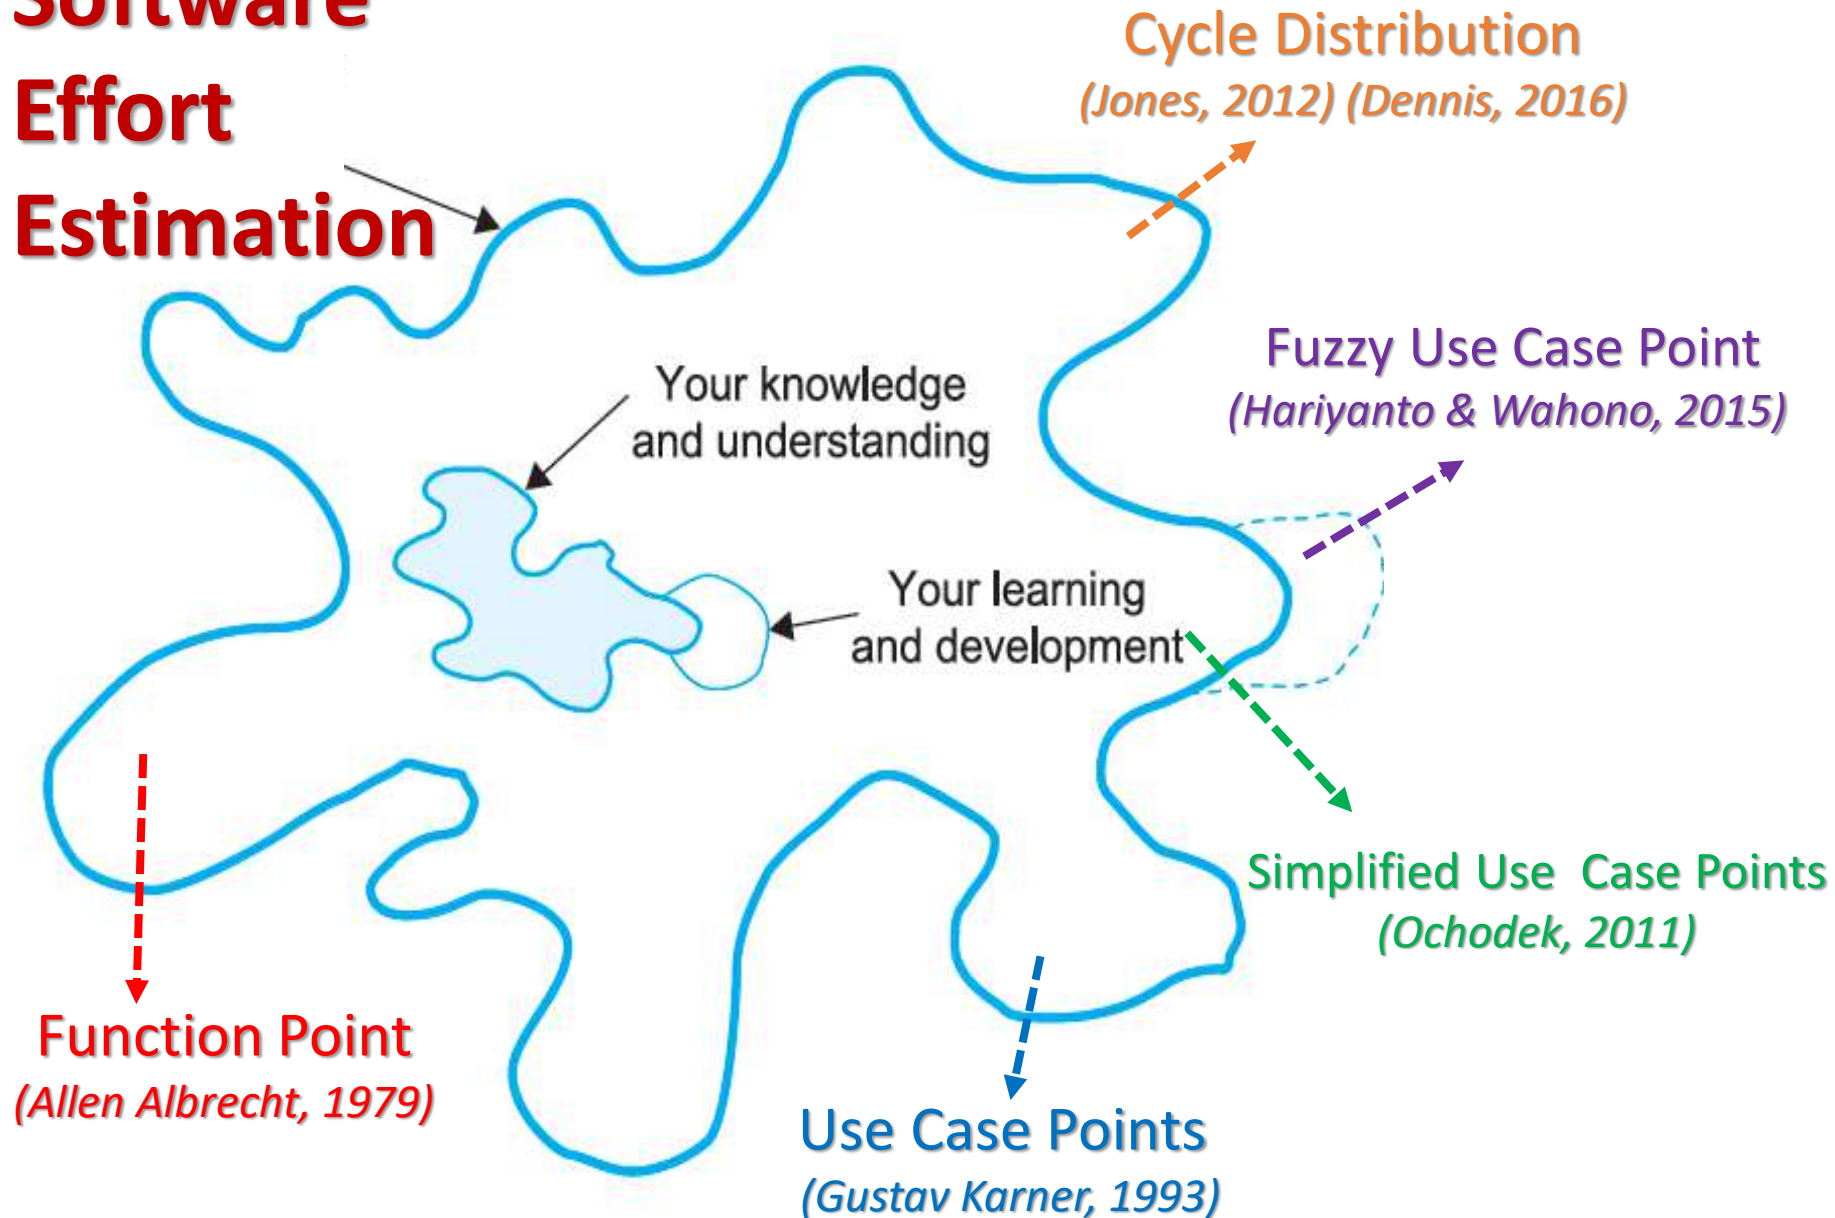 Software
Effort
Estimation
Cycle Distribution
(Jones, 2012) (Dennis, 2016)
Fuzzy Use Case Point
(Hariyanto & Wahono, 2015)
Your knowledge
and understanding
Your learning
and development
Simplified Use Case Points
(Ochodek, 2011)
Function Point
(Allen Albrecht, 1979)
Use Case Points
(Gustav Karner, 1993)